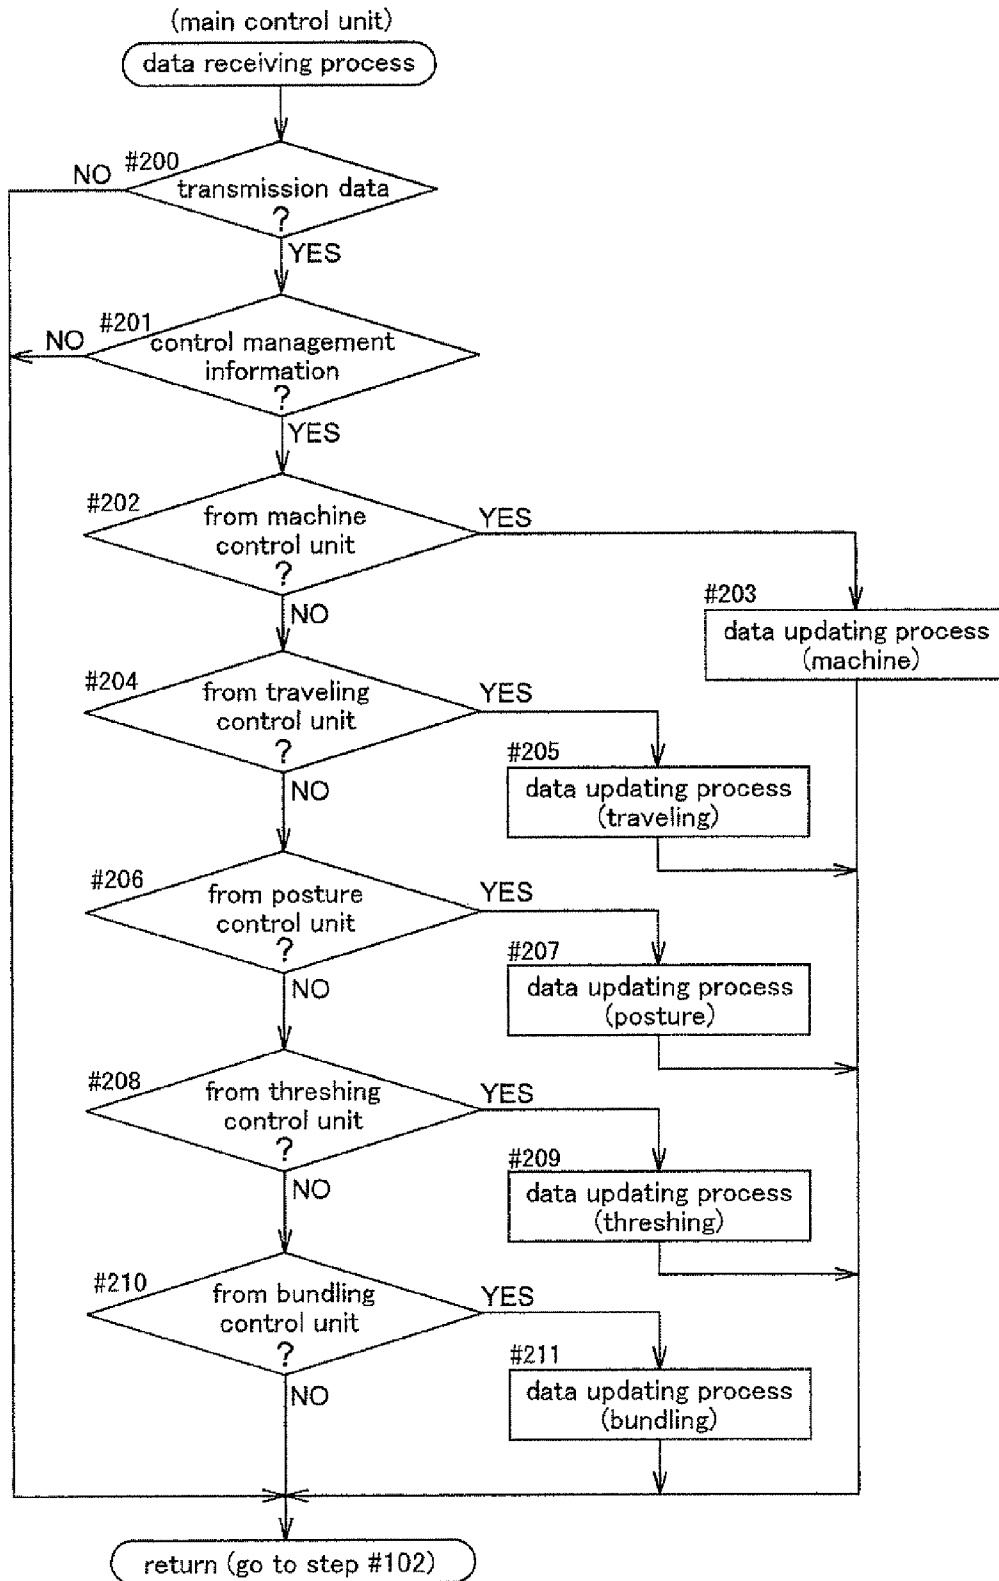 (main control unit)
data receiving process
#200
NO
transmission data
?
YES
#201
NO
control management
information
?
YES
#202
from machine
control unit
?
YES
NO
#203
data updating process
(machine)
#204
from traveling
control unit
?
YES
NO
#205
data updating process
(traveling)
#206
from posture
control unit
?
YES
NO
#207
data updating process
(posture)
#208
from threshing
control unit
?
YES
NO
#209
data updating process
(threshing)
#210
from bundling
control unit
?
YES
NO
#211
data updating process
(bundling)
return (go to step #102)